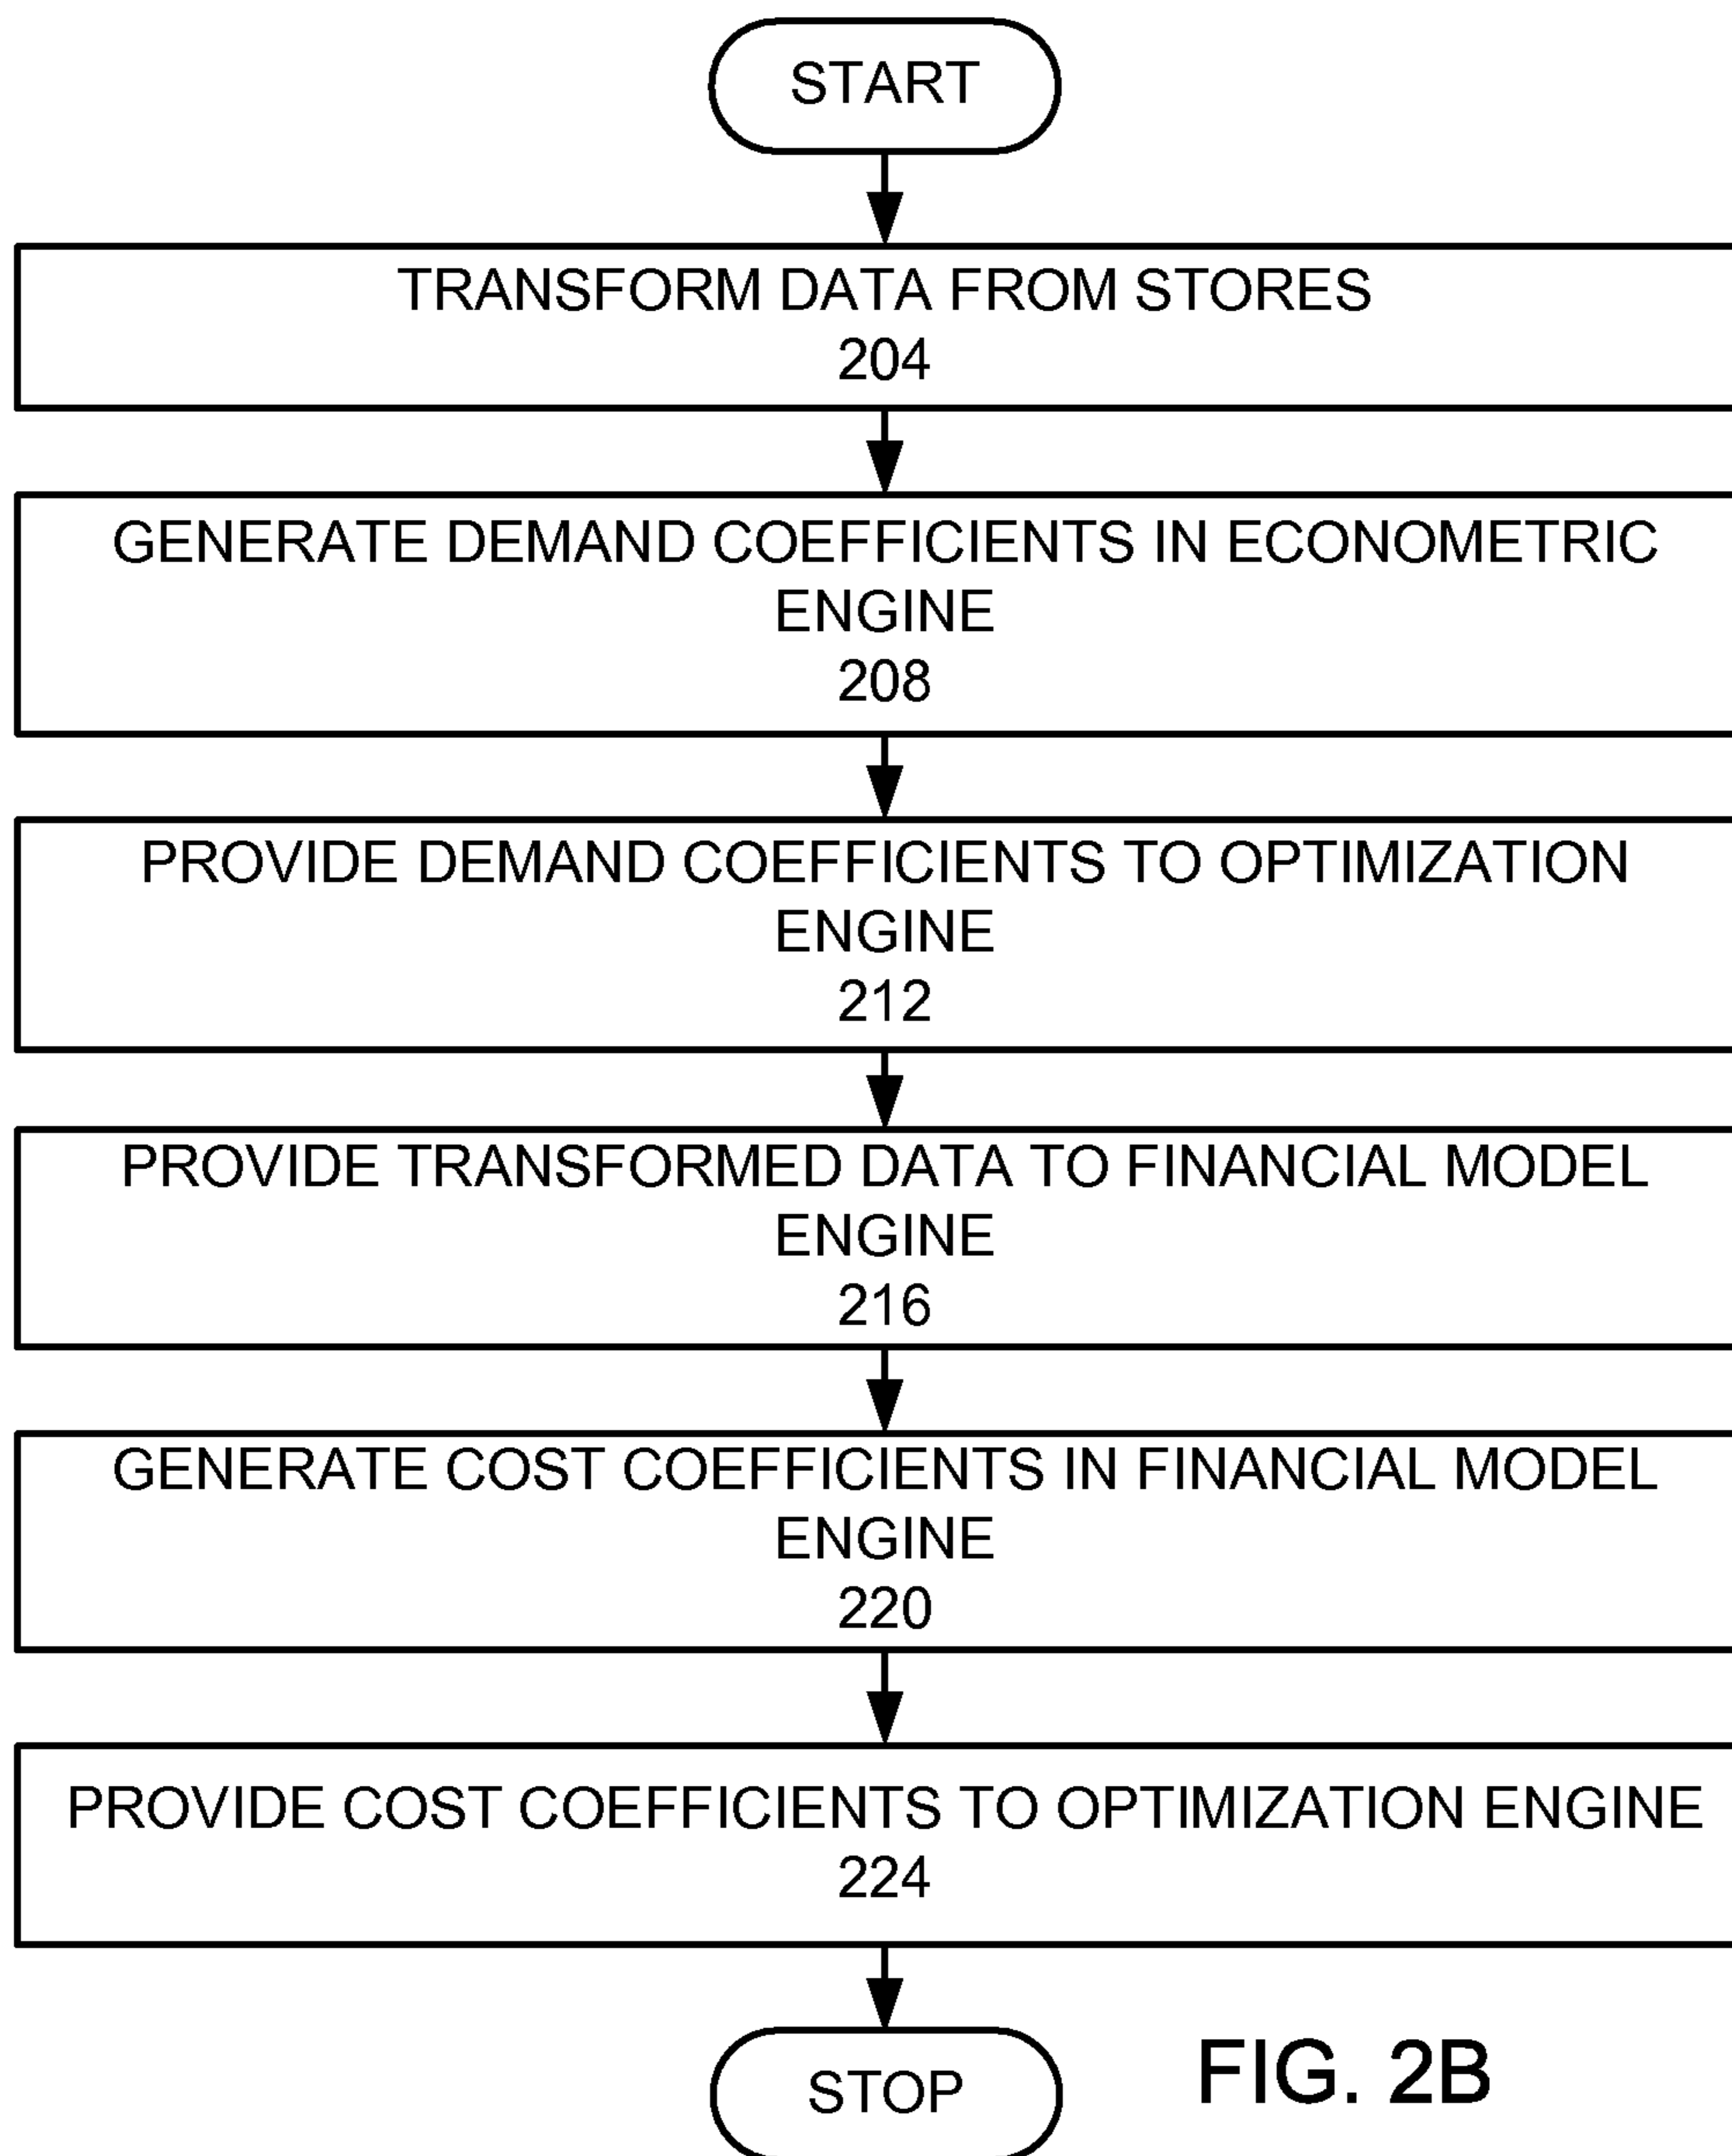 START
TRANSFORM DATA FROM STORES
204
GENERATE DEMAND COEFFICIENTS IN ECONOMETRIC
ENGINE
208
PROVIDE DEMAND COEFFICIENTS TO OPTIMIZATION
ENGINE
212
PROVIDE TRANSFORMED DATA TO FINANCIAL MODEL
ENGINE
216
GENERATE COST COEFFICIENTS IN FINANCIAL MODEL
ENGINE
220
PROVIDE COST COEFFICIENTS TO OPTIMIZATION ENGINE
224
STOP
FIG. 2B